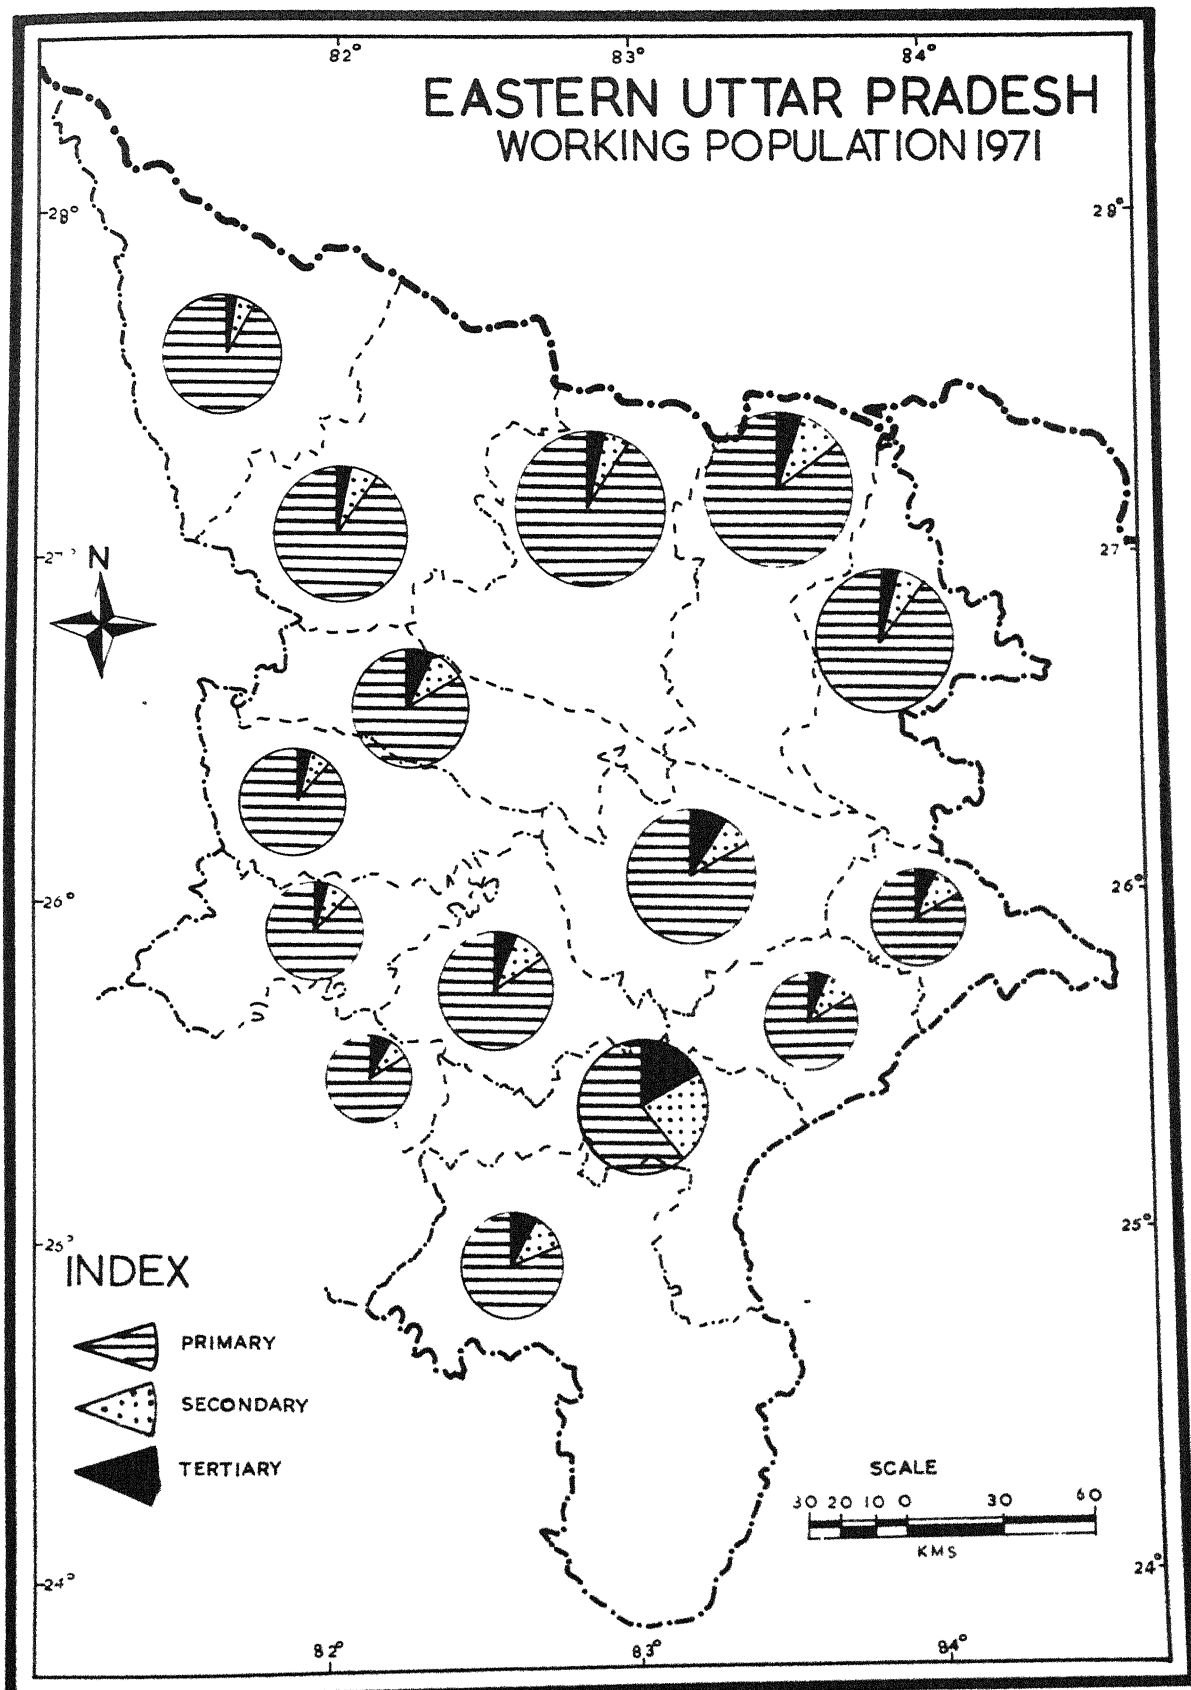 82° 83° 84°
EASTERN UTTAR PRADESH
WORKING POPULATION 1971
28° 28°
27° 27°
N
26° 26°
25° 25°
INDEX
PRIMARY
SECONDARY
TERTIARY
SCALE
30 20 10 0 30 60
KMS
24° 24°
82° 83° 84°